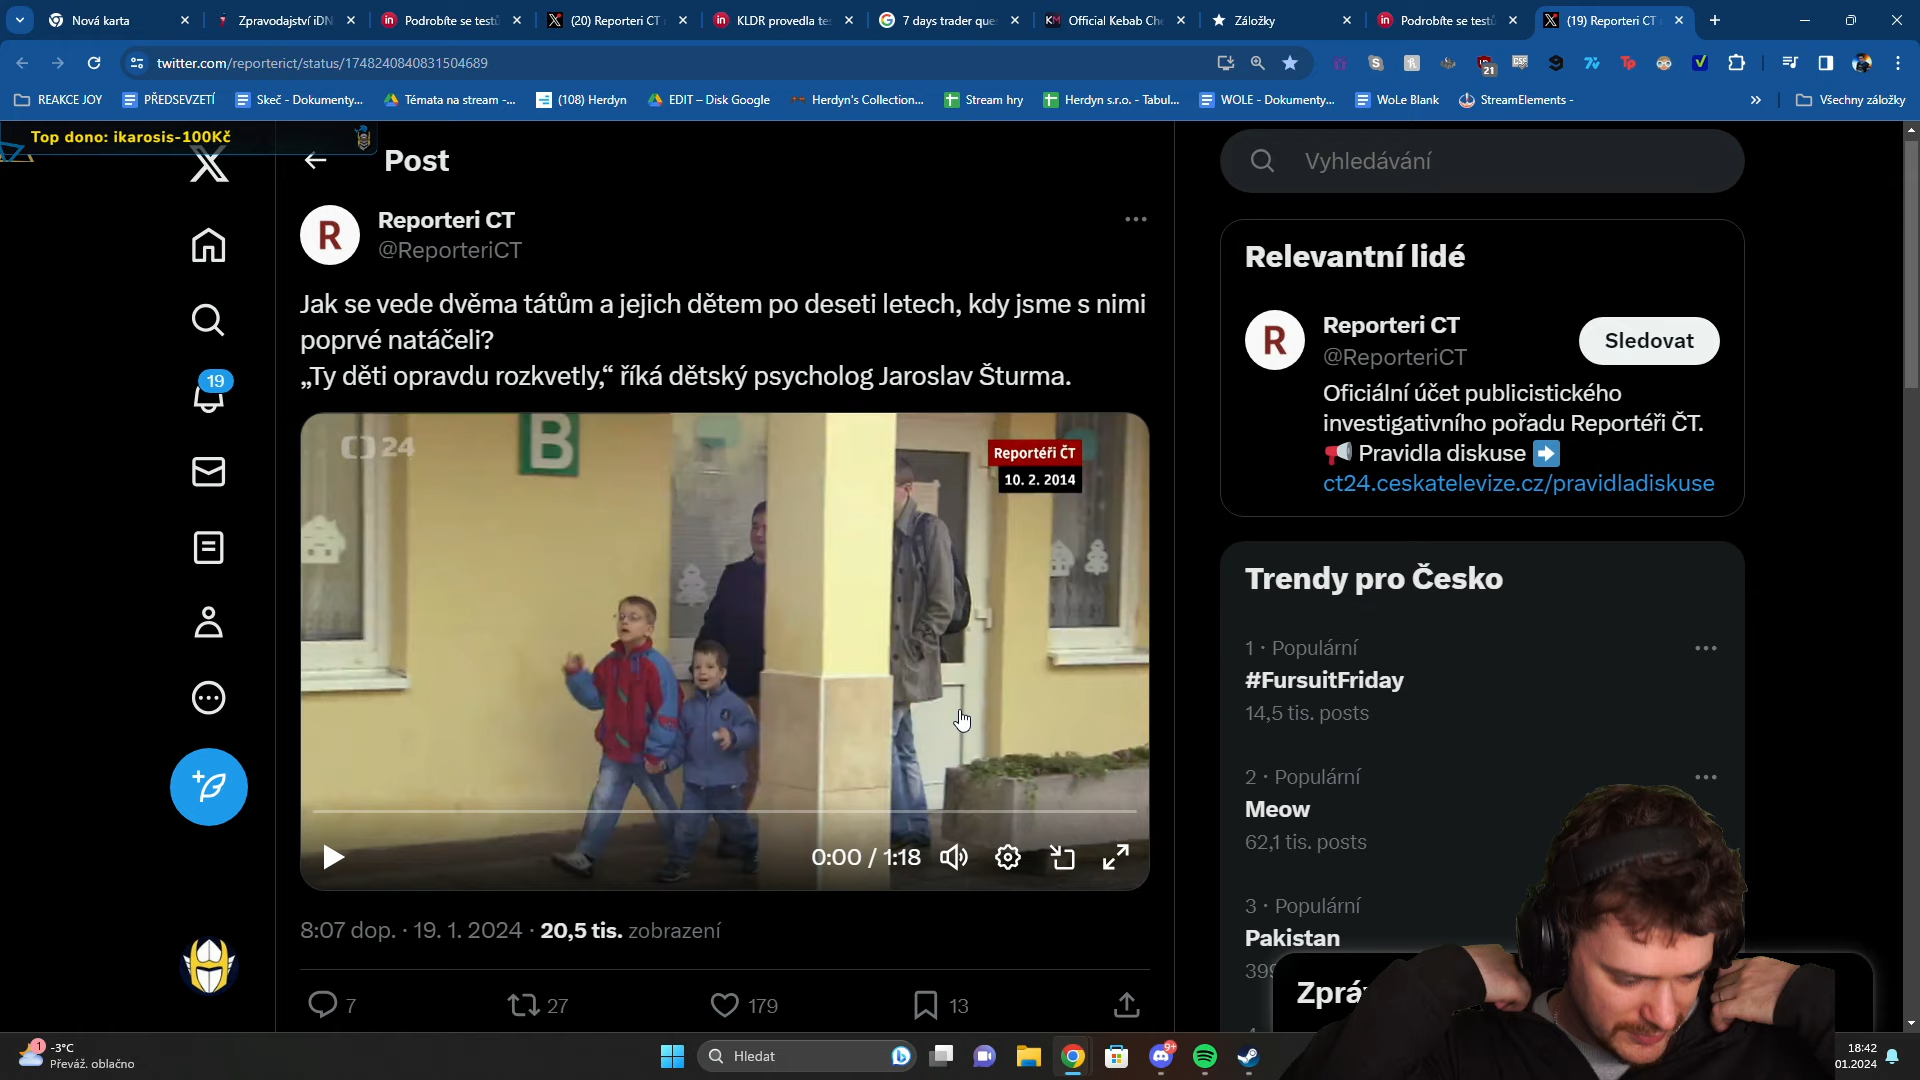 Nová karta
Zpravodajství iDN
Podrobíte se testů
(20) Reporteri CT
KLDR provedla tes
7 days trader que
Official Kebab Che
Záložky
Podrobíte se testů
(19) Reporteri CT
twitter.com/reporterict/status/1748240840831504689
21
REAKCE JOY
PŘEDSEVZETÍ
Skeč - Dokumenty...
Témata na stream -...
(108) Herdyn
EDIT – Disk Google
Herdyn's Collection...
Stream hry
Herdyn s.r.o. - Tabul...
WOLE - Dokumenty...
WoLe Blank
StreamElements -
Všechny záložky
Top dono: ikarosis-100Kč
Post
Vyhledávání
R
Reporteri CT
@ReporteriCT
Jak se vede dvěma tátům a jejich dětem po deseti letech, kdy jsme s nimi
poprvé natáčeli?
„Ty děti opravdu rozkvetly,“ říká dětský psycholog Jaroslav Šturma.
24
B
Reportéři ČT
10. 2. 2014
0:00 / 1:18
8:07 dop. · 19. 1. 2024 · 20,5 tis. zobrazení
7
27
179
13
19
Relevantní lidé
R
Reporteri CT
@ReporteriCT
Sledovat
Oficiální účet publicistického
investigativního pořadu Reportéři ČT.
Pravidla diskuse
ct24.ceskatelevize.cz/pravidladiskuse
Trendy pro Česko
1 · Populární
#FursuitFriday
14,5 tis. posts
2 · Populární
Meow
62,1 tis. posts
3 · Populární
Pakistan
1
-3°C
Převáž. oblačno
Hledat
9+
18:42
01.2024